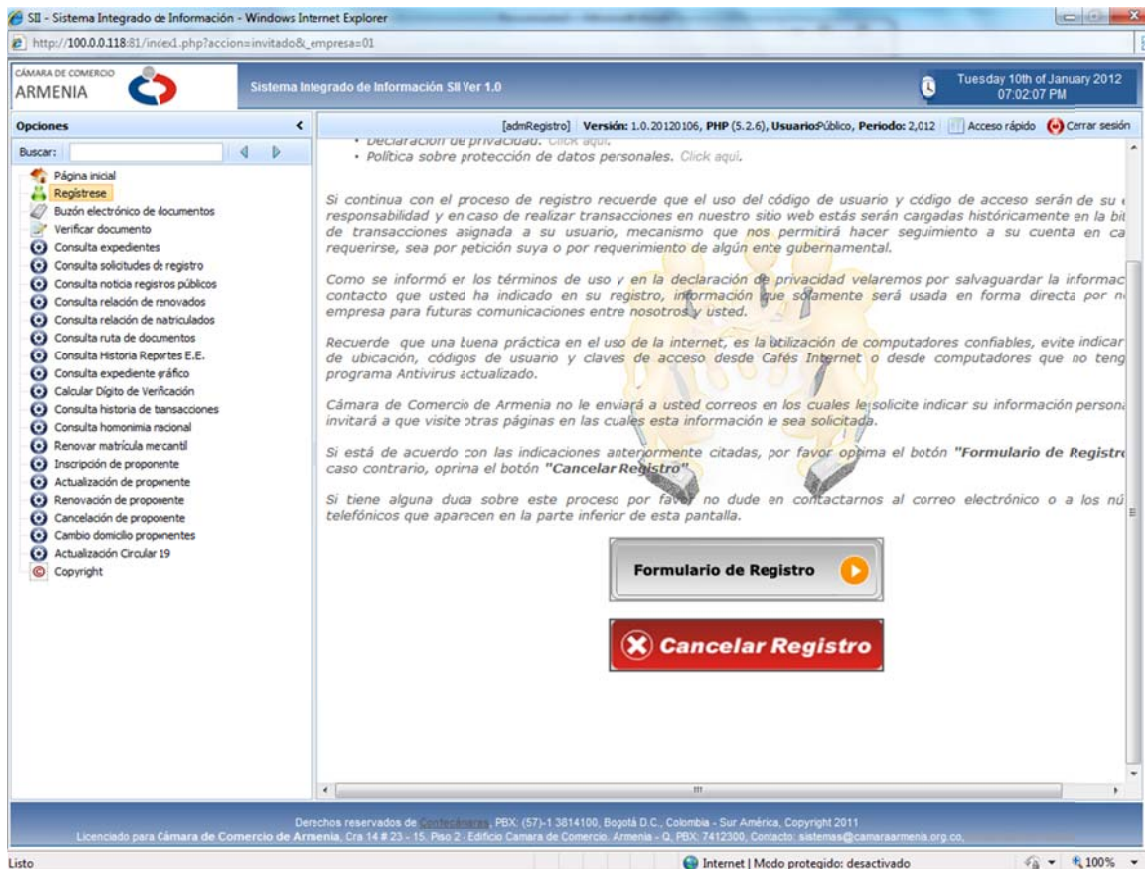 SII - Sistema Integrado de Información - Windows Internet Explorer
http://100.0.0.118:81/index1.php?accion=invitado&_empresa=01
CÁMARA DE COMERCIO
ARMENIA
Sistema Integrado de Información SII Ver 1.0
Tuesday 10th of January 2012
07:02:07 PM
Opciones
[admRegistro] Versión: 1.0.20120106, PHP (5.2.6), Usuario:Público, Periodo: 2,012 Acceso rápido Cerrar sesión
Buscar:
Página inicial
Regístrese
Buzón electrónico de documentos
Verificar documento
Consulta expedientes
Consulta solicitudes de registro
Consulta noticia registros públicos
Consulta relación de renovados
Consulta relación de matriculados
Consulta ruta de documentos
Consulta Historia Reportes E.E.
Consulta expediente gráfico
Calcular Dígito de Verificación
Consulta historia de transacciones
Consulta homonimia nacional
Renovar matrícula mercantil
Inscripción de proponente
Actualización de proponente
Renovación de proponente
Cancelación de proponente
Cambio domicilio proponentes
Actualización Circular 19
Copyright
• Declaración de privacidad. Click aquí.
• Política sobre protección de datos personales. Click aquí.
Si continua con el proceso de registro recuerde que el uso del código de usuario y código de acceso serán de su
responsabilidad y en caso de realizar transacciones en nuestro sitio web estás serán cargadas históricamente en la bit
de transacciones asignada a su usuario, mecanismo que nos permitirá hacer seguimiento a su cuenta en ca
requerirse, sea por petición suya o por requerimiento de algún ente gubernamental.
Como se informó en los términos de uso y en la declaración de privacidad velaremos por salvaguardar la informac
contacto que usted ha indicado en su registro, información que solamente será usada en forma directa por n
empresa para futuras comunicaciones entre nosotros y usted.
Recuerde que una buena práctica en el uso de la internet, es la utilización de computadores confiables, evite indicar
de ubicación, códigos de usuario y claves de acceso desde Cafés Internet o desde computadores que no teng
programa Antivirus actualizado.
Cámara de Comercio de Armenia no le enviará a usted correos en los cuales le solicite indicar su información persona
invitará a que visite otras páginas en las cuales esta información le sea solicitada.
Si está de acuerdo con las indicaciones anteriormente citadas, por favor oprima el botón "Formulario de Registro
caso contrario, oprima el botón "Cancelar Registro"
Si tiene alguna duda sobre este proceso por favor no dude en contactarnos al correo electrónico o a los nú
telefónicos que aparecen en la parte inferior de esta pantalla.
Formulario de Registro
Cancelar Registro
Derechos reservados de Confecámaras, PBX: (57)-1 3814100, Bogotá D.C., Colombia - Sur América, Copyright 2011
Licenciado para Cámara de Comercio de Armenia, Cra 14 # 23 - 15. Piso 2 Edificio Camara de Comercio. Armenia - Q, PBX: 7412300, Contacto: sistemas@camaraarmenia.org.co,
Listo
Internet | Modo protegido: desactivado
100%